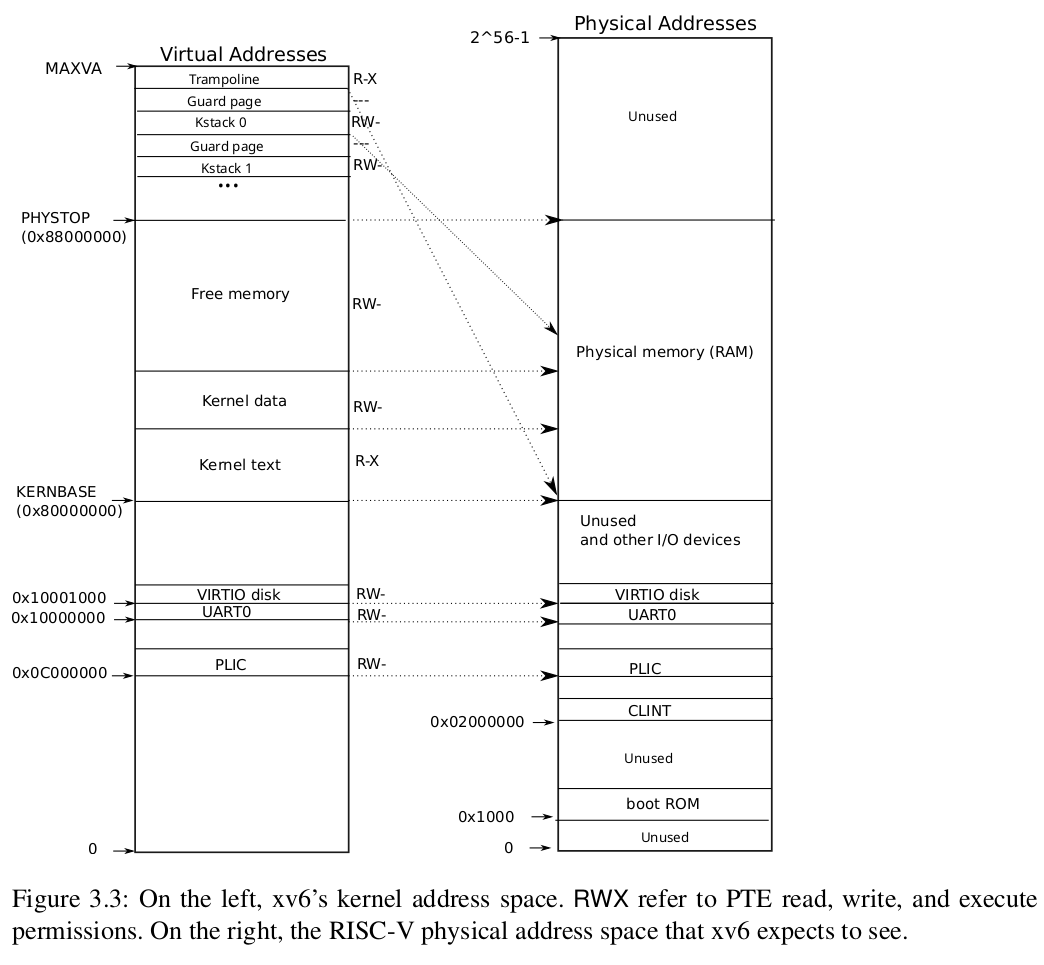 Virtual Addresses
MAXVA
Trampoline
R-X
Guard page
---
Kstack 0
RW-
Guard page
---
Kstack 1
RW-
...
PHYSTOP
(0x88000000)
Free memory
RW-
Kernel data
RW-
Kernel text
R-X
KERNBASE
(0x80000000)
0x10001000
VIRTIO disk
RW-
0x10000000
UART0
RW-
0x0C000000
PLIC
RW-
0
Physical Addresses
2^56-1
Unused
Physical memory (RAM)
Unused
and other I/O devices
VIRTIO disk
UART0
PLIC
CLINT
0x02000000
Unused
boot ROM
0x1000
Unused
0
Figure 3.3: On the left, xv6's kernel address space. RWX refer to PTE read, write, and execute
permissions. On the right, the RISC-V physical address space that xv6 expects to see.